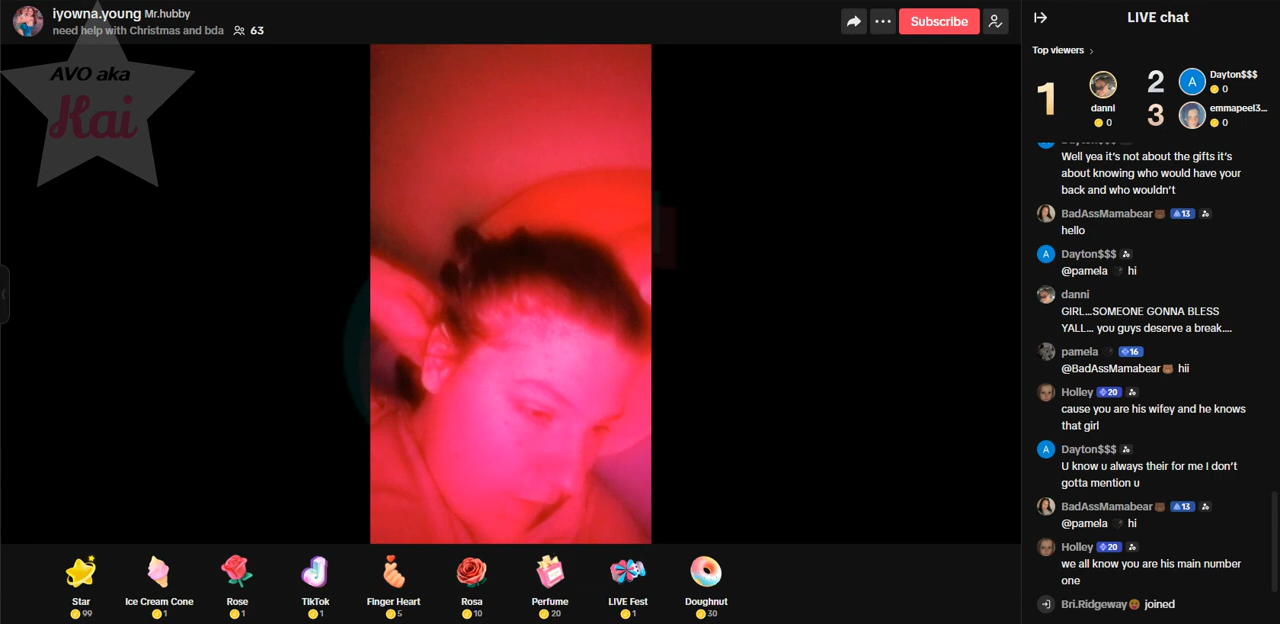 iyowna.young Mr.hubby
need help with Christmas and bda 63
Subscribe
AVO aka
Kai
LIVE chat
Top viewers
1
danni
0
2
Dayton$$$
0
3
emmapeel3...
0
Dayton$$$
Well yea it's not about the gifts it's
about knowing who would have your
back and who wouldn't
BadAssMamabear 13
hello
Dayton$$$
@pamela hi
danni
GIRL...SOMEONE GONNA BLESS
YALL... you guys deserve a break....
pamela 16
@BadAssMamabear hii
Holley 20
cause you are his wifey and he knows
that girl
Dayton$$$
U know u always their for me I don't
gotta mention u
BadAssMamabear 13
@pamela hi
Holley 20
we all know you are his main number
one
Bri.Ridgeway joined
Star
99
Ice Cream Cone
1
Rose
1
TikTok
1
Finger Heart
5
Rosa
10
Perfume
20
LIVE Fest
1
Doughnut
30